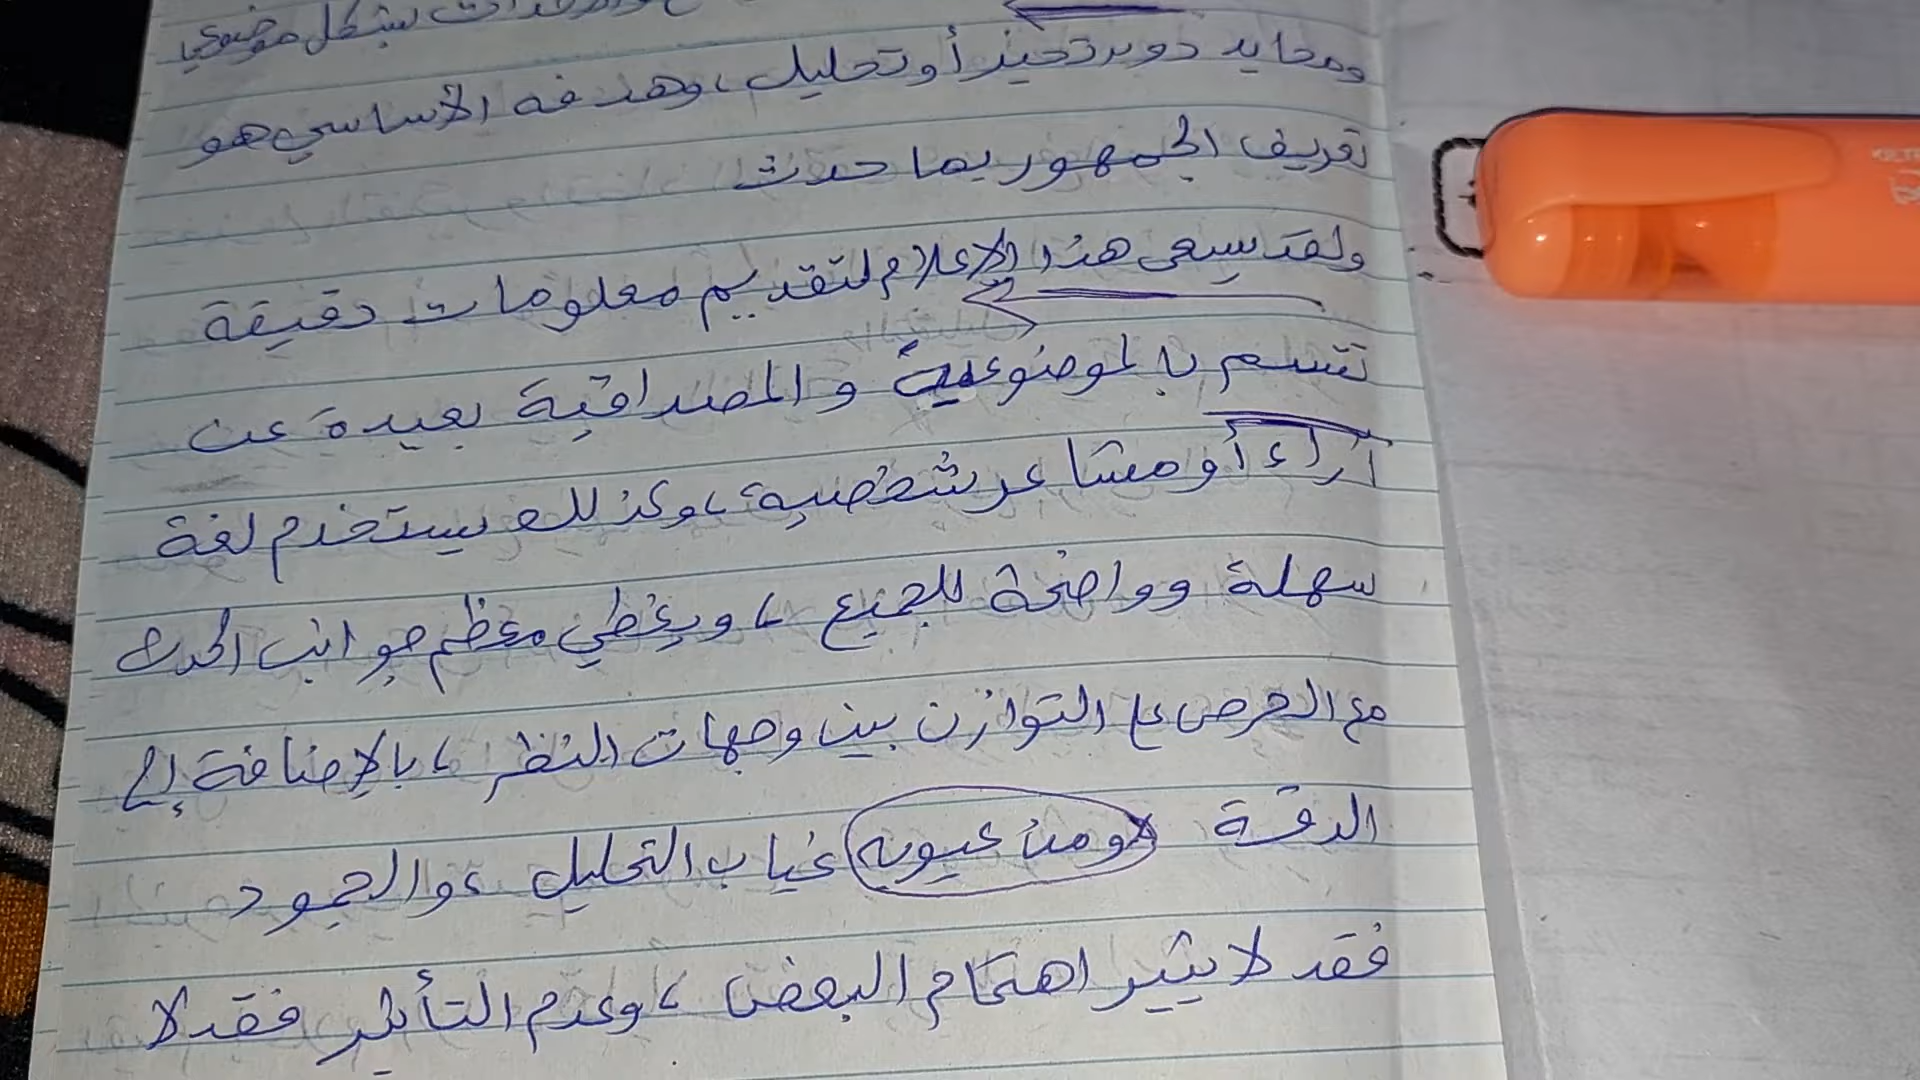 بشكل موضوعي
ومحايد دون تحيز أو تحليل، وهدفه الأساسي هو
تعريف الجمهور بما حدث
ولقد سيعى هذا الإعلام لتقديم معلومات دقيقة
تتسم بالموضوعية والمصداقية بعيدة عن
آراء أو مشاعر شخصية، وكذلك يستخدم لغة
سهلة وواضحة للجميع، ويغطي معظم جوانب الحدث
مع الحرص على التوازن بين وجهات النظر، بالإضافة إلى
الدقة ومن عيوبه غياب التحليل، والجمود
فقد لا يثير اهتمام البعض، وعدم التأثير فقد لا